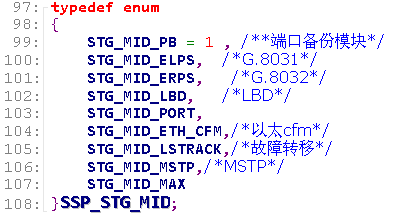 97: typedef enum
98: {
99: STG_MID_PB = 1 , /**端口备份模块*/
100: STG_MID_ELPS, /*G.8031*/
101: STG_MID_ERPS, /*G.8032*/
102: STG_MID_LBD, /*LBD*/
103: STG_MID_PORT,
104: STG_MID_ETH_CFM,/*以太cfm*/
105: STG_MID_LSTRACK,/*故障转移*/
106: STG_MID_MSTP,/*MSTP*/
107: STG_MID_MAX
108: }SSP_STG_MID;